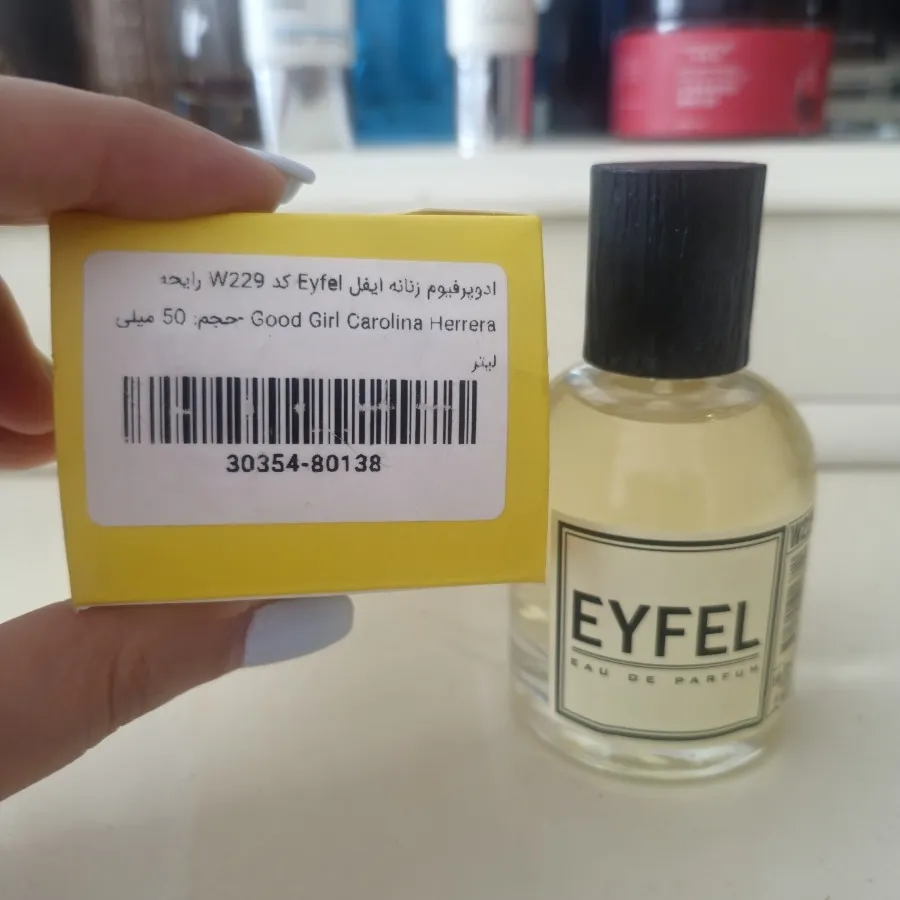 ادوپرفیوم زنانه ایفل Eyfel کد W229 رایحه
Good Girl Carolina Herrera حجم: 50 میلی
لیتر
30354-80138
EYFEL
EAU DE PARFUM